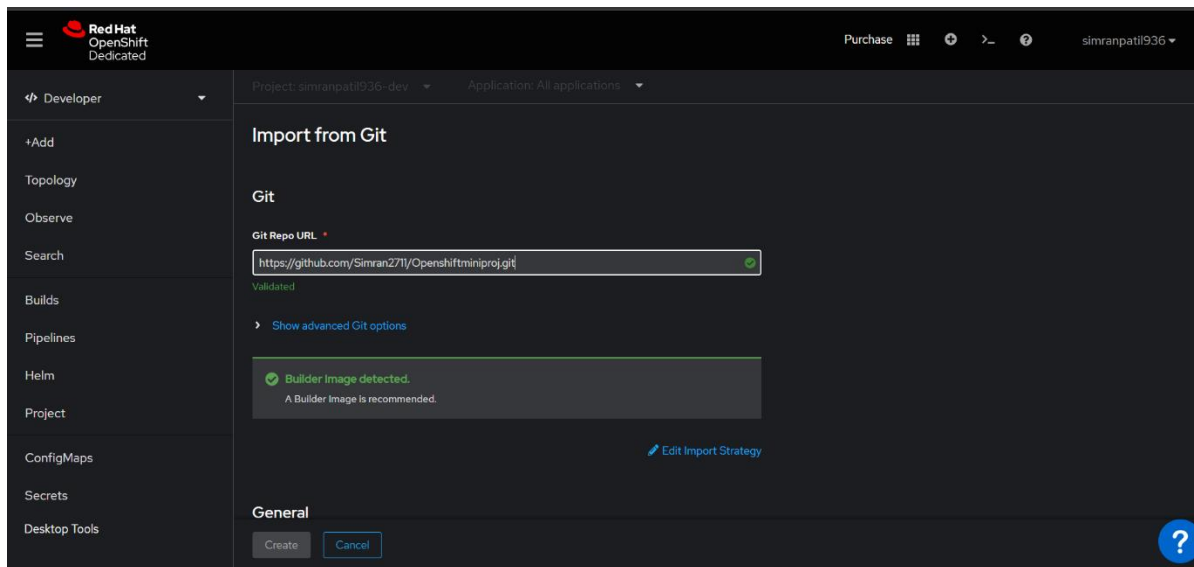 Red Hat
OpenShift
Dedicated
Purchase
simranpatil936
Developer
Project: simranpatil936-dev
Application: All applications
+Add
Topology
Observe
Search
Builds
Pipelines
Helm
Project
ConfigMaps
Secrets
Desktop Tools
Import from Git
Git
Git Repo URL *
https://github.com/Simran2711/Openshiftminiproj.git
Validated
Show advanced Git options
Builder Image detected.
A Builder Image is recommended.
Edit Import Strategy
General
Create
Cancel